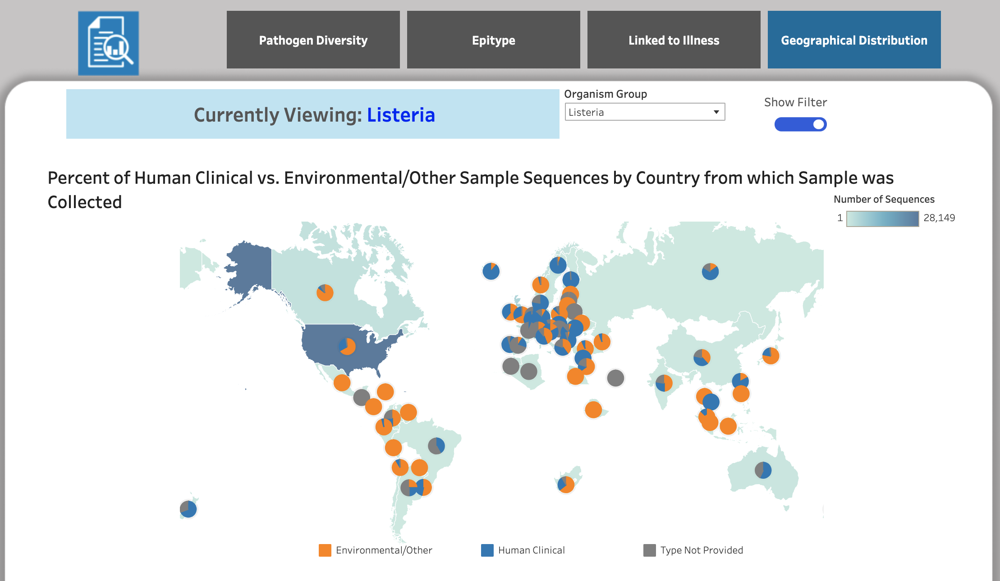 Pathogen Diversity
Epitype
Linked to Illness
Geographical Distribution
Currently Viewing: Listeria
Organism Group
Listeria
Show Filter
Percent of Human Clinical vs. Environmental/Other Sample Sequences by Country from which Sample was
Collected
Number of Sequences
1
28,149
Environmental/Other
Human Clinical
Type Not Provided